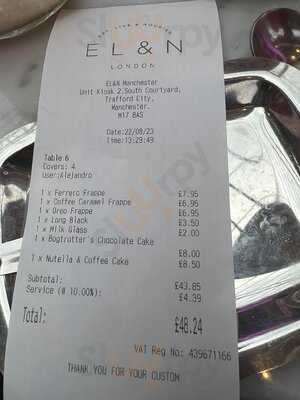 EAT, LIVE & NOURISH
EL&N
LONDON
EL&N Manchester
Unit Kiosk 2,South Courtyard,
Trafford City,
Manchester.
M17 8AS
Date:22/08/23
Time:13:29:49
Table 6
Covers: 4
User:Alejandro
1 x Ferrero Frappe £7.95
1 x Coffee Caramel Frappe £6.95
1 x Oreo Frappe £6.95
1 x Long Black £3.50
1 x Milk Glass £2.00
1 x Bogtrotter's Chocolate Cake
£8.00
1 x Nutella & Coffee Cake £8.50
Subtotal: £43.85
Service (@ 10.00%): £4.39
Total: £48.24
VAT Reg No: 439671166
THANK YOU FOR YOUR CUSTOM